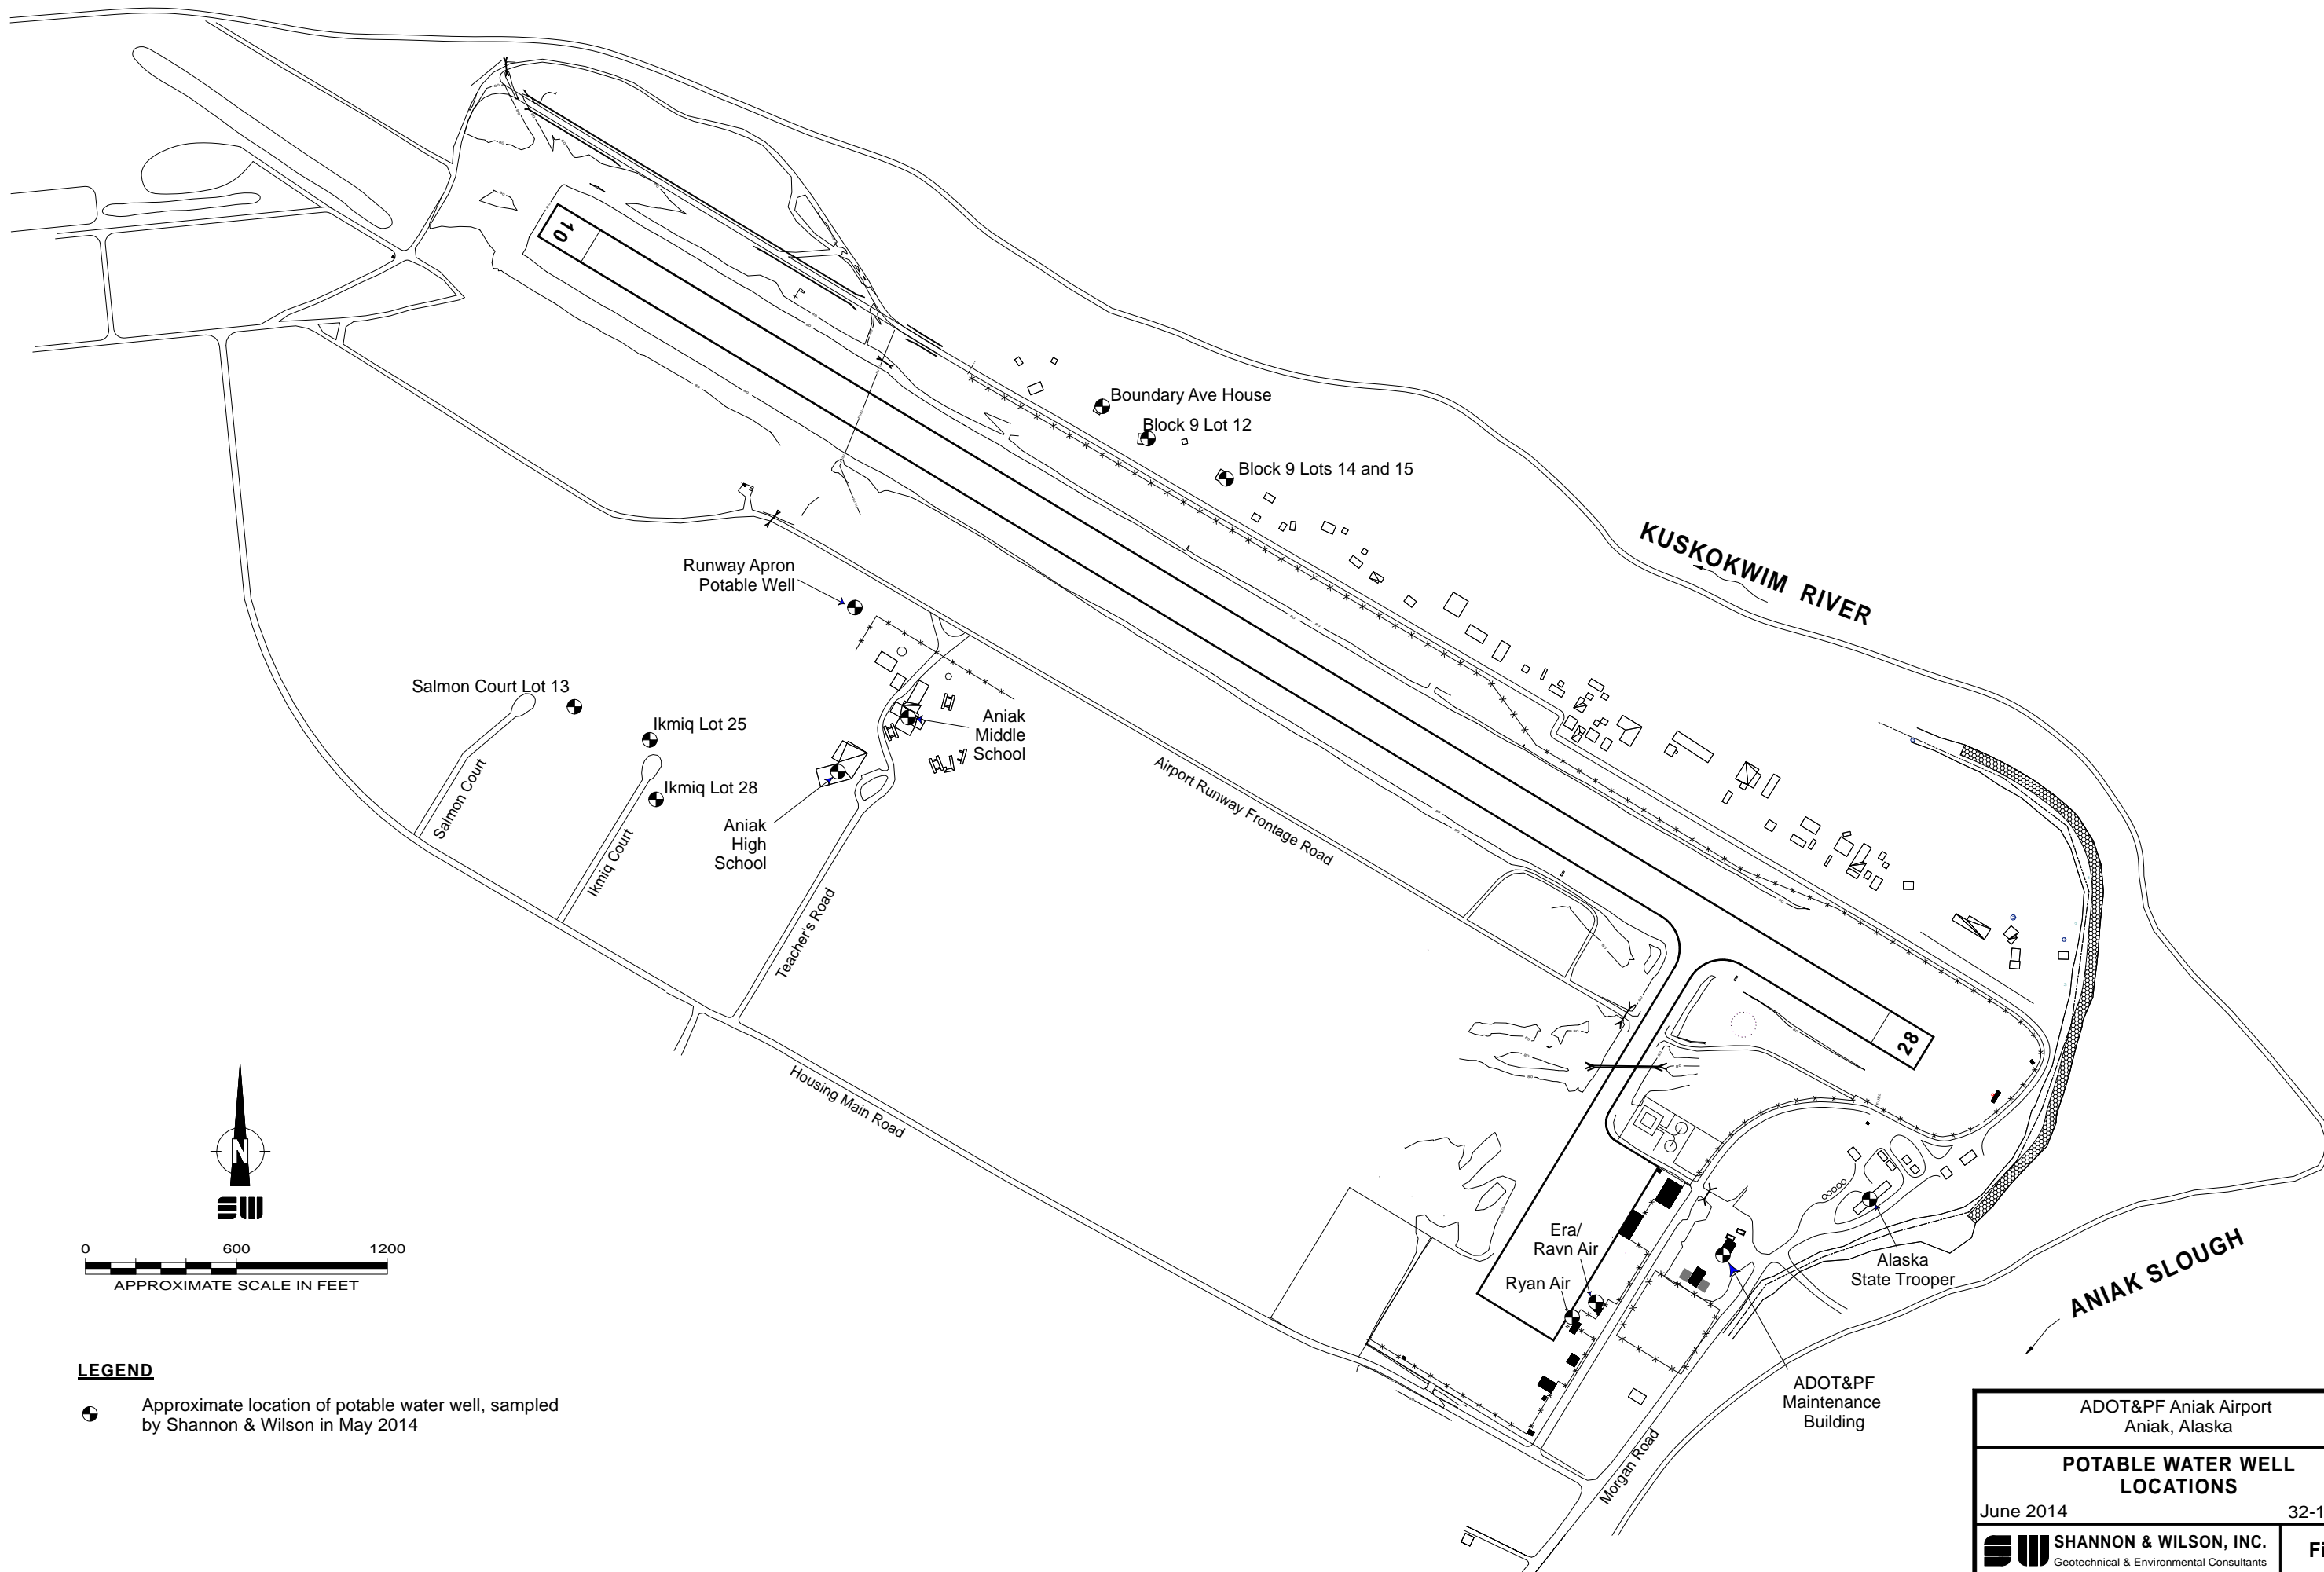 10
Boundary Ave House
Block 9 Lot 12
Block 9 Lots 14 and 15
KUSKOKWIM RIVER
Runway Apron
Potable Well
Salmon Court Lot 13
Ikmiq Lot 25
Ikmiq Lot 28
Aniak
Middle
School
Aniak
High
School
Salmon Court
Ikmiq Court
Teacher's Road
Airport Runway Frontage Road
Housing Main Road
28
Era/
Ravn Air
Ryan Air
Alaska
State Trooper
ANIAK SLOUGH
ADOT&PF
Maintenance
Building
Morgan Road
N
SW
0 600 1200
APPROXIMATE SCALE IN FEET
LEGEND
Approximate location of potable water well, sampled
by Shannon & Wilson in May 2014
ADOT&PF Aniak Airport
Aniak, Alaska
POTABLE WATER WELL
LOCATIONS
June 2014 32-1
SW SHANNON & WILSON, INC.
Geotechnical & Environmental Consultants
Fi